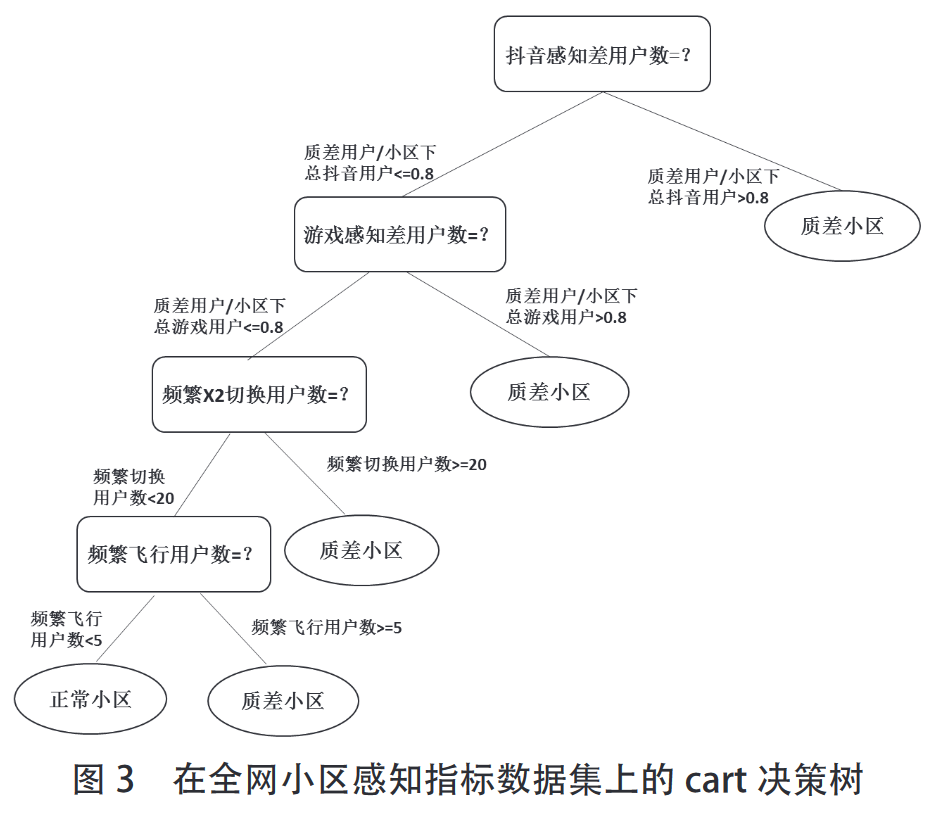 抖音感知差用户数=?
质差用户/小区下
总抖音用户<=0.8
质差用户/小区下
总抖音用户>0.8
游戏感知差用户数=?
质差小区
质差用户/小区下
总游戏用户<=0.8
质差用户/小区下
总游戏用户>0.8
频繁X2切换用户数=?
质差小区
频繁切换
用户数<20
频繁切换用户数>=20
频繁飞行用户数=?
质差小区
频繁飞行
用户数<5
频繁飞行用户数>=5
正常小区
质差小区
图 3 在全网小区感知指标数据集上的 cart 决策树